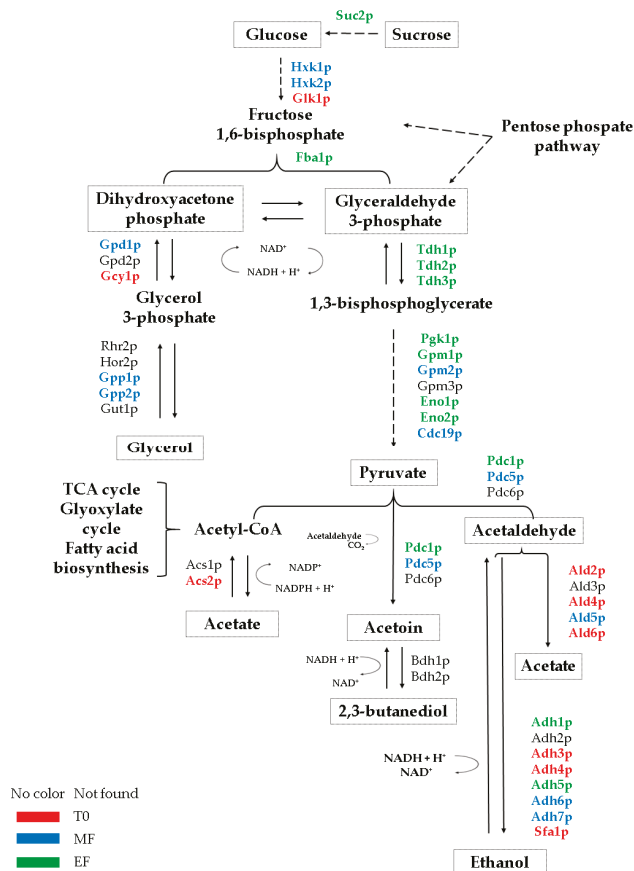 Suc2p
Glucose
Sucrose
Hxk1p
Hxk2p
Glk1p
Fructose
1,6-bisphosphate
Pentose phospate
pathway
Fba1p
Dihydroxyacetone
phosphate
Glyceraldehyde
3-phosphate
Gpd1p
Gpd2p
Gcy1p
NAD⁺
NADH + H⁺
Tdh1p
Tdh2p
Tdh3p
Glycerol
3-phosphate
1,3-bisphosphoglycerate
Rhr2p
Hor2p
Gpp1p
Gpp2p
Gut1p
Pgk1p
Gpm1p
Gpm2p
Gpm3p
Eno1p
Eno2p
Cdc19p
Glycerol
Pyruvate
Pdc1p
Pdc5p
Pdc6p
TCA cycle
Glyoxylate
cycle
Fatty acid
biosynthesis
Acetyl-CoA
Acetaldehyde
CO₂
Pdc1p
Pdc5p
Pdc6p
Acetaldehyde
Acs1p
Acs2p
NADP⁺
NADPH + H⁺
Ald2p
Ald3p
Ald4p
Ald5p
Ald6p
Acetate
Acetoin
Acetate
NADH + H⁺
NAD⁺
Bdh1p
Bdh2p
2,3-butanediol
NADH + H⁺
NAD⁺
Adh1p
Adh2p
Adh3p
Adh4p
Adh5p
Adh6p
Adh7p
Sfa1p
No color Not found
T0
MF
EF
Ethanol